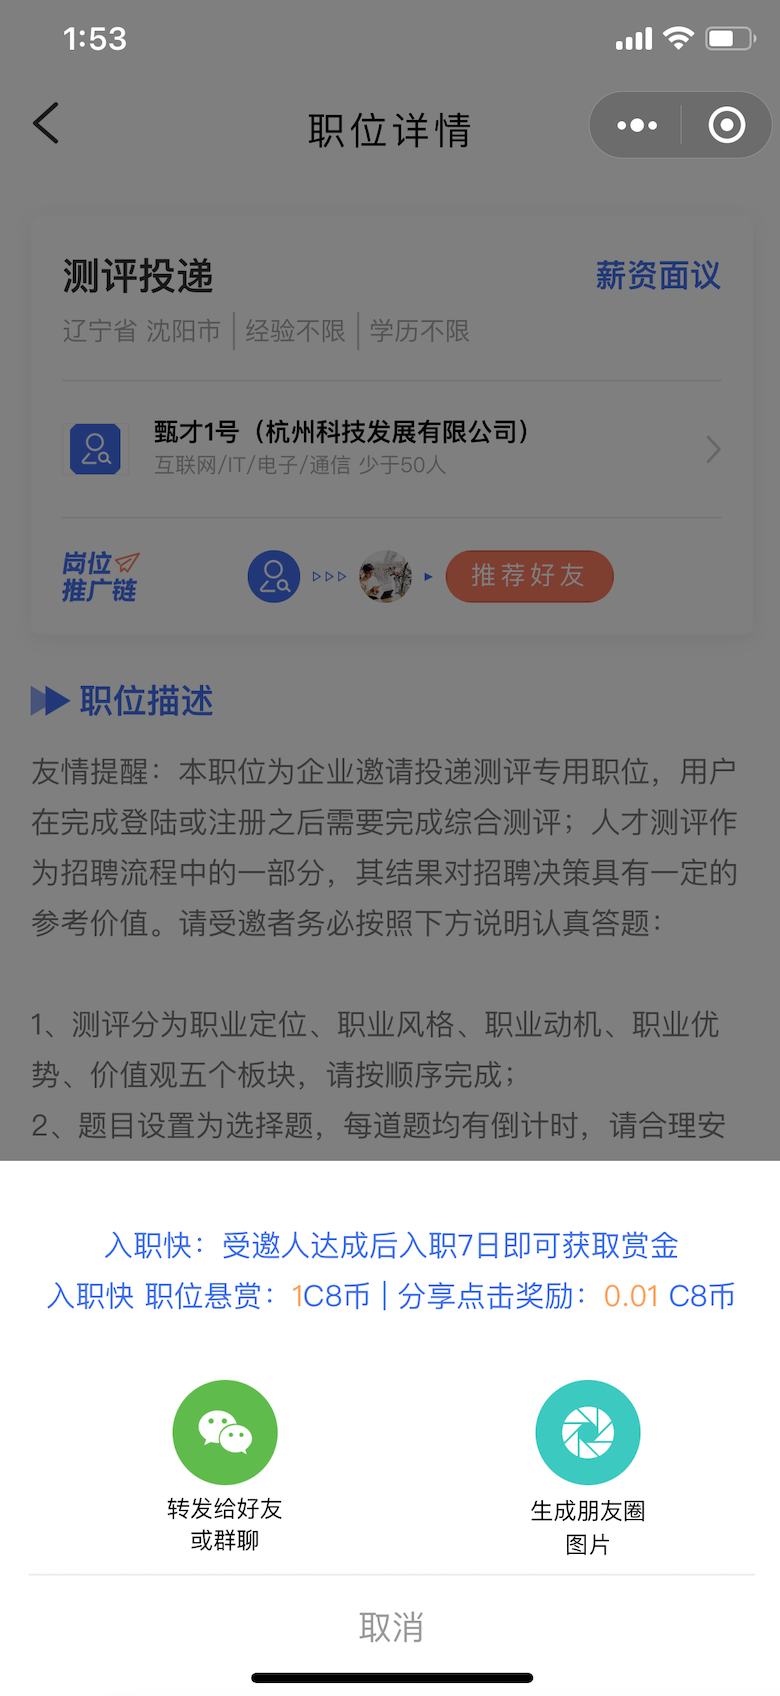 1:53
职位详情
测评投递
薪资面议
辽宁省 沈阳市 | 经验不限 | 学历不限
甄才1号（杭州科技发展有限公司）
互联网/IT/电子/通信 少于50人
岗位
推广链
推荐好友
职位描述
友情提醒：本职位为企业邀请投递测评专用职位，用户
在完成登陆或注册之后需要完成综合测评；人才测评作
为招聘流程中的一部分，其结果对招聘决策具有一定的
参考价值。请受邀者务必按照下方说明认真答题：
1、测评分为职业定位、职业风格、职业动机、职业优
势、价值观五个板块，请按顺序完成；
2、题目设置为选择题，每道题均有倒计时，请合理安
入职快：受邀人达成后入职7日即可获取赏金
入职快 职位悬赏：1C8币 | 分享点击奖励：0.01 C8币
转发给好友
或群聊
生成朋友圈
图片
取消